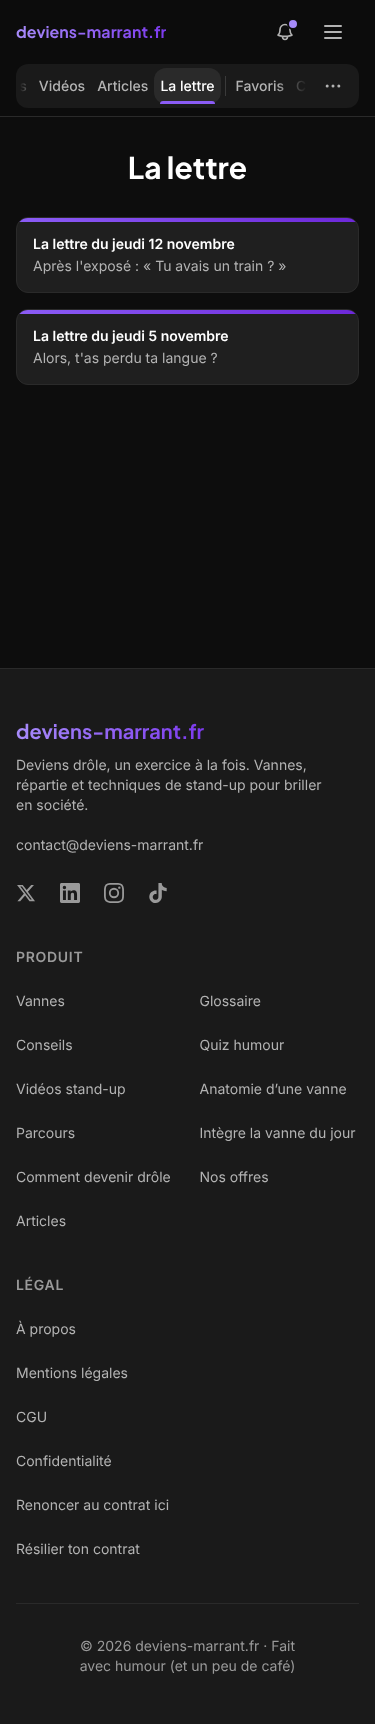 deviens-marrant.fr
s Vidéos Articles La lettre Favoris
La lettre
La lettre du jeudi 12 novembre
Après l'exposé : « Tu avais un train ? »
La lettre du jeudi 5 novembre
Alors, t'as perdu ta langue ?
deviens-marrant.fr
Deviens drôle, un exercice à la fois. Vannes,
répartie et techniques de stand-up pour briller
en société.
contact@deviens-marrant.fr
PRODUIT
Vannes
Conseils
Vidéos stand-up
Parcours
Comment devenir drôle
Articles
Glossaire
Quiz humour
Anatomie d’une vanne
Intègre la vanne du jour
Nos offres
LÉGAL
À propos
Mentions légales
CGU
Confidentialité
Renoncer au contrat ici
Résilier ton contrat
© 2026 deviens-marrant.fr · Fait
avec humour (et un peu de café)